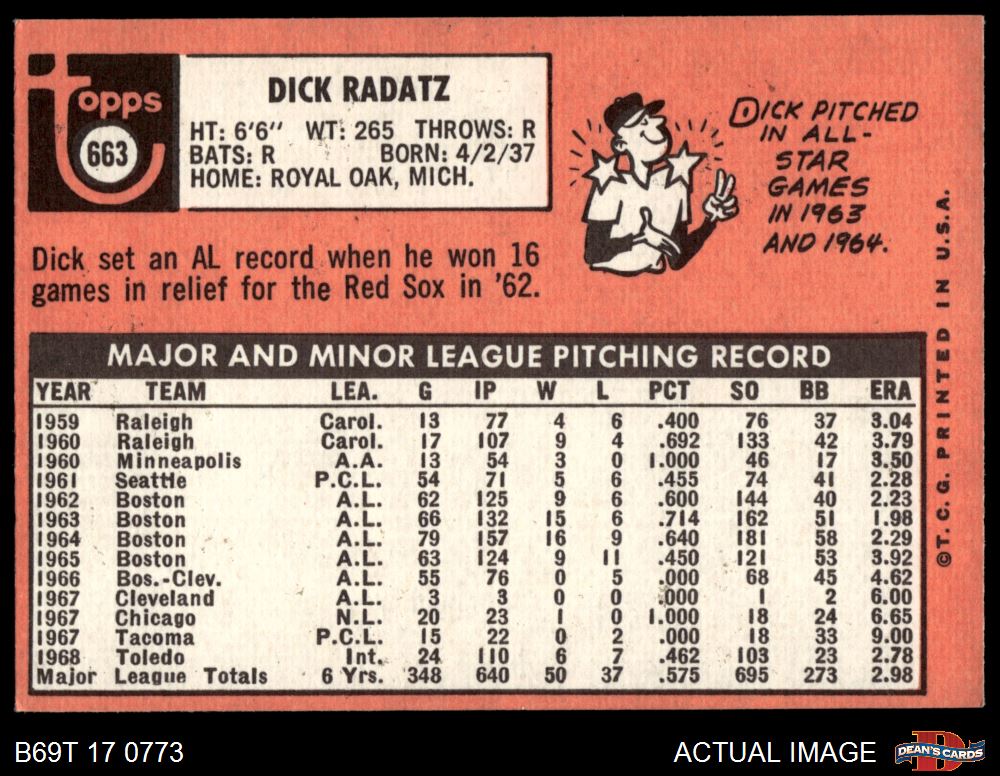 topps
663
DICK RADATZ
HT: 6'6" WT: 265 THROWS: R
BATS: R BORN: 4/2/37
HOME: ROYAL OAK, MICH.
DICK PITCHED
IN ALL-
STAR
GAMES
IN 1963
AND 1964.
Dick set an AL record when he won 16
games in relief for the Red Sox in '62.
MAJOR AND MINOR LEAGUE PITCHING RECORD
YEAR TEAM LEA. G IP W L PCT SO BB ERA
1959 Raleigh Carol. 13 77 4 6 .400 76 37 3.04
1960 Raleigh Carol. 17 107 9 4 .692 133 42 3.79
1960 Minneapolis A.A. 13 54 3 0 1.000 46 17 3.50
1961 Seattle P.C.L. 54 71 5 6 .455 74 41 2.28
1962 Boston A.L. 62 125 9 6 .600 144 40 2.23
1963 Boston A.L. 66 132 15 6 .714 162 51 1.98
1964 Boston A.L. 79 157 16 9 .640 181 58 2.29
1965 Boston A.L. 63 124 9 11 .450 121 53 3.92
1966 Bos.-Clev. A.L. 55 76 0 5 .000 68 45 4.62
1967 Cleveland A.L. 3 3 0 0 .000 1 2 6.00
1967 Chicago N.L. 20 23 1 0 1.000 18 24 6.65
1967 Tacoma P.C.L. 15 22 0 2 .000 18 33 9.00
1968 Toledo Int. 24 110 6 7 .462 103 23 2.78
Major League Totals 6 Yrs. 348 640 50 37 .575 695 273 2.98
©T.C.G. PRINTED IN U.S.A.
B69T 17 0773
ACTUAL IMAGE
DEAN'S CARDS